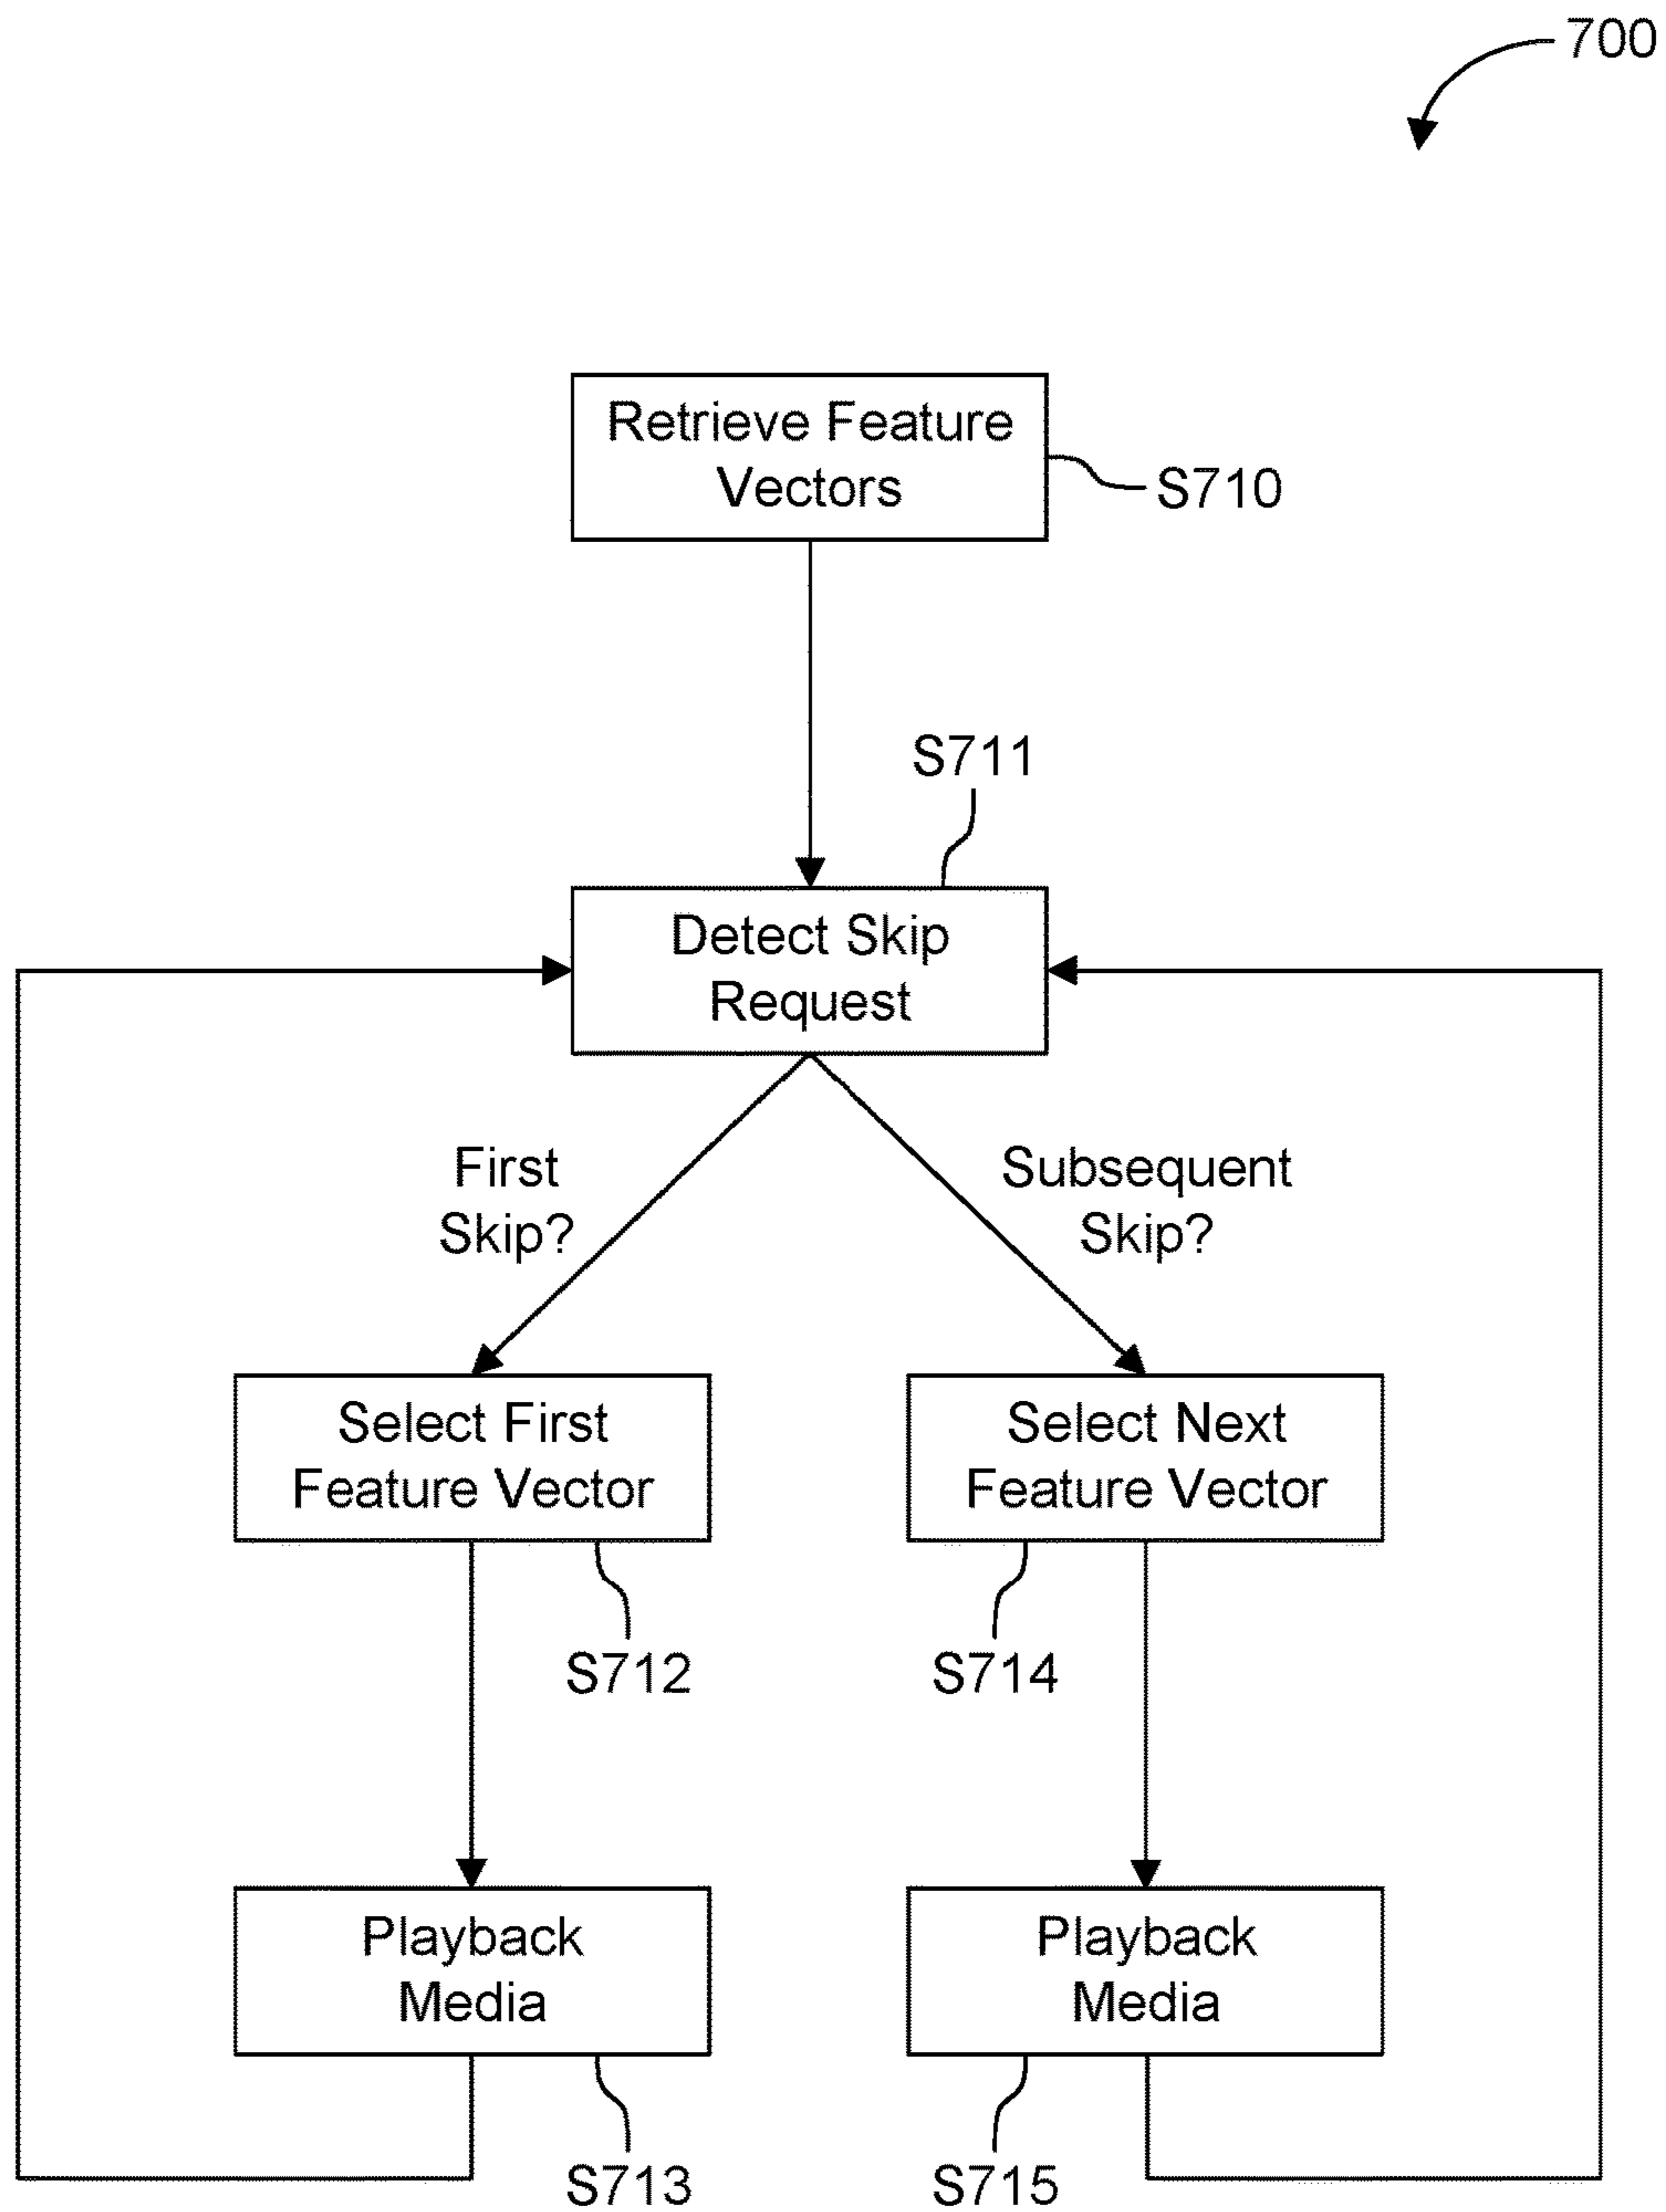 700
Retrieve Feature
Vectors
S710
S711
Detect Skip
Request
First
Skip?
Subsequent
Skip?
Select First
Feature Vector
Select Next
Feature Vector
S712
S714
Playback
Media
Playback
Media
S713
S715